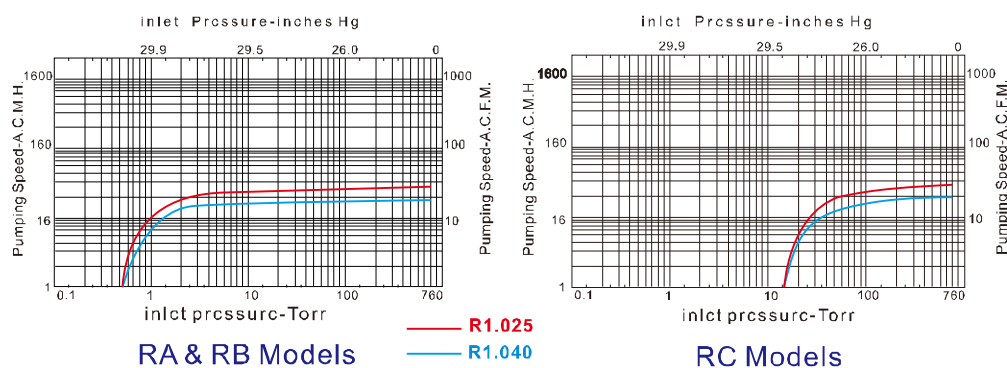 inlet Prcssure-inches Hg
29.9 29.5 26.0 0
1600 1000
160 100
16 10
1
0.1 1 10 100 760
Pumping Speed-A.C.M.H.
Pumping Speed-A.C.F.M.
inlct prcssurc-Torr
RA & RB Models
R1.025
R1.040
inlct Prcssure-inches Hg
29.9 29.5 26.0 0
1600 1000
160 100
16 10
1
0.1 1 10 100 760
Pumping Speed-A.C.M.H.
Pumping Speed-A.C.F.M.
inlct prcssurc-Torr
RC Models